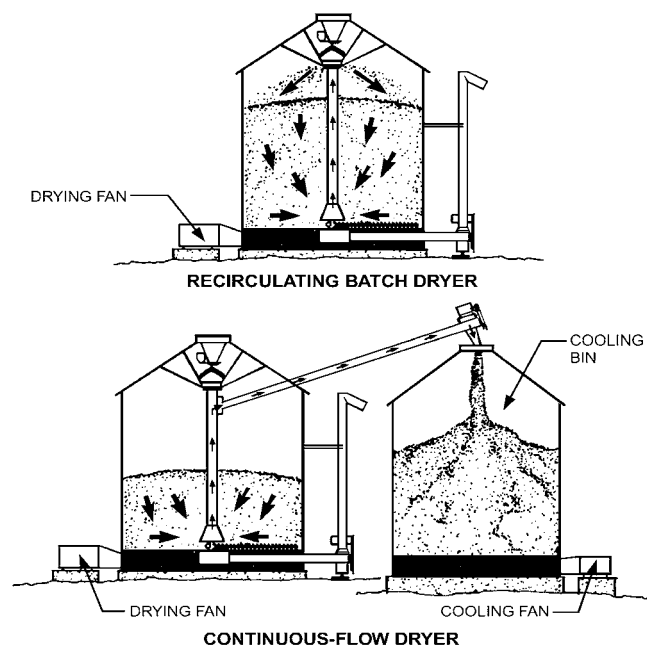 DRYING FAN
RECIRCULATING BATCH DRYER
COOLING
BIN
DRYING FAN
COOLING FAN
CONTINUOUS-FLOW DRYER